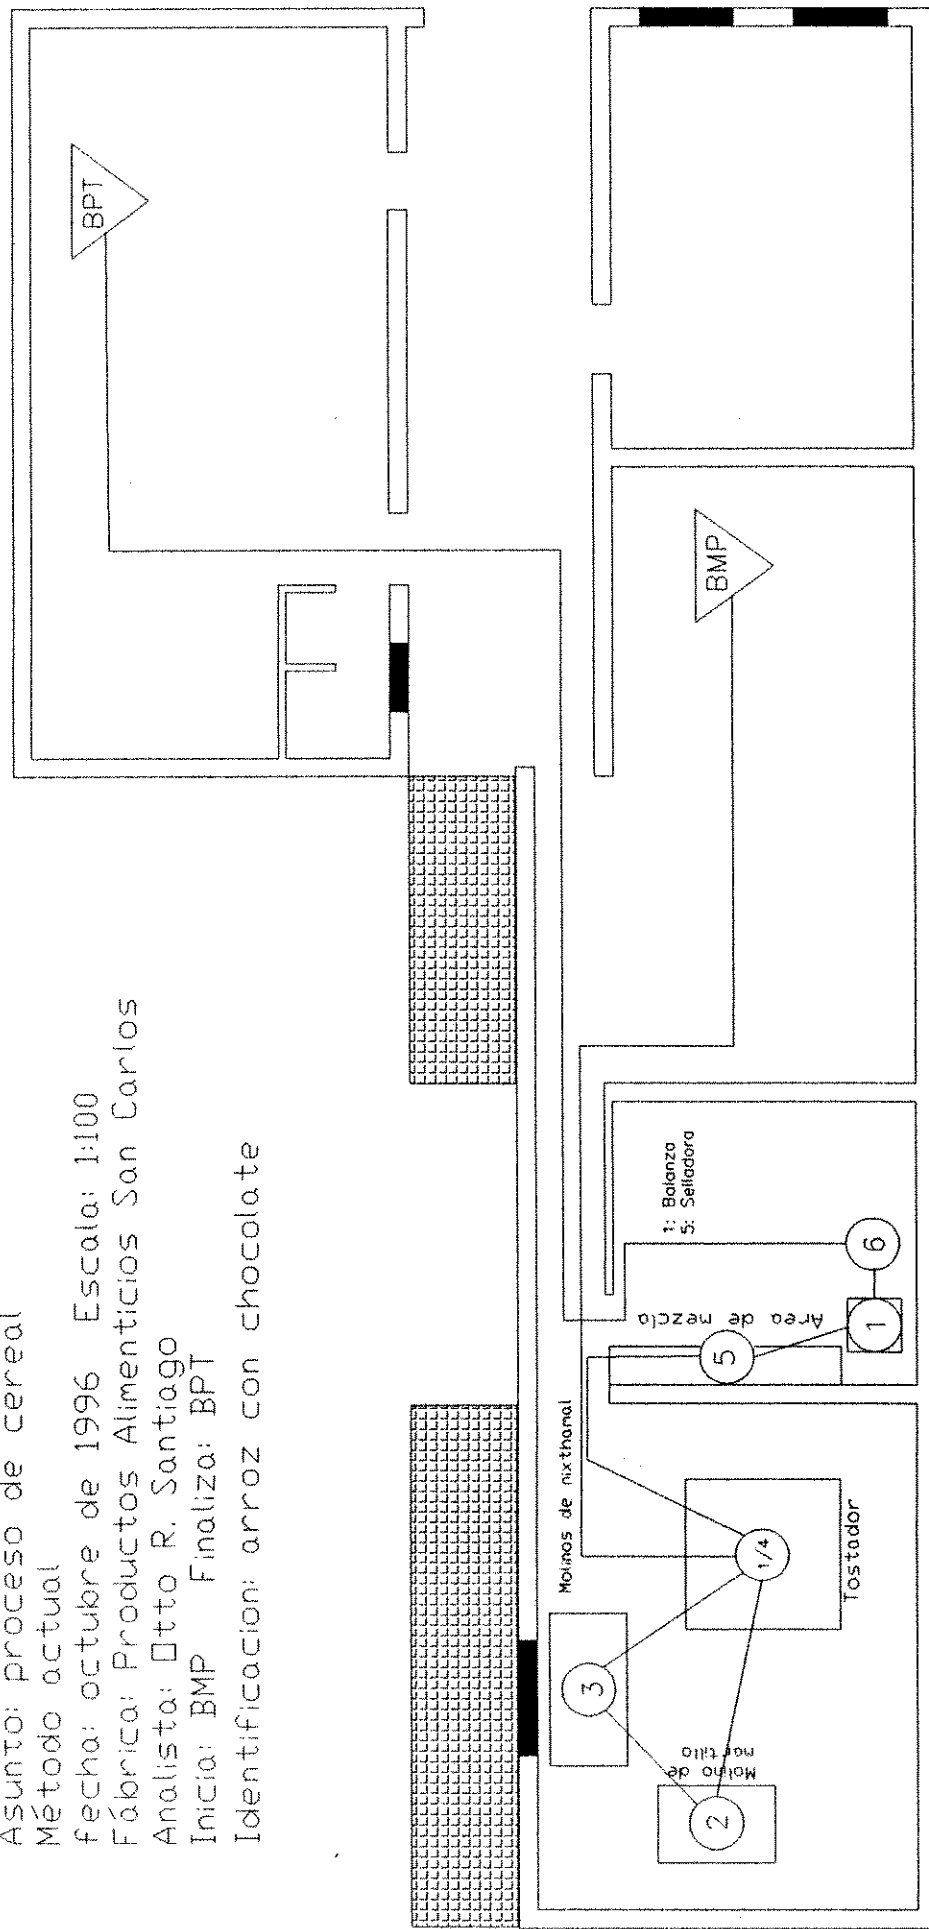 Asunto: proceso de cereal
Método actual
fecha: octubre de 1996 Escala: 1:100
Fábrica: Productos Alimenticios San Carlos
Analista: Otto R. Santiago
Inicia: BMP Finaliza: BPT
Identificacion: arroz con chocolate
BPT
BMP
1: Balanza
5: Selladora
Area de mezcla
6
1
5
Molinos de nixthamal
1/4
Tostador
3
Molino de
martillo
2